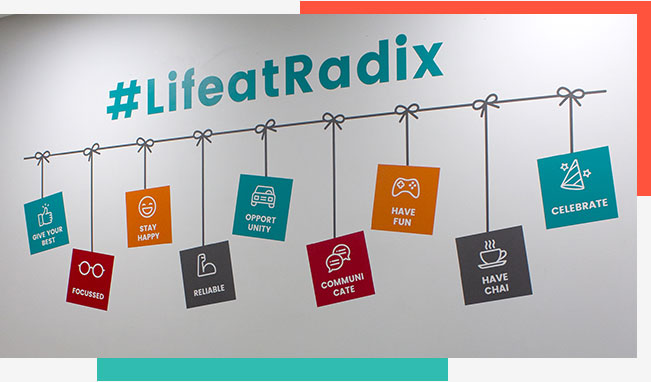 #LifeatRadix
GIVE YOUR
BEST
FOCUSSED
STAY
HAPPY
RELIABLE
OPPORT
UNITY
COMMUNI
CATE
HAVE
FUN
HAVE
CHAI
CELEBRATE